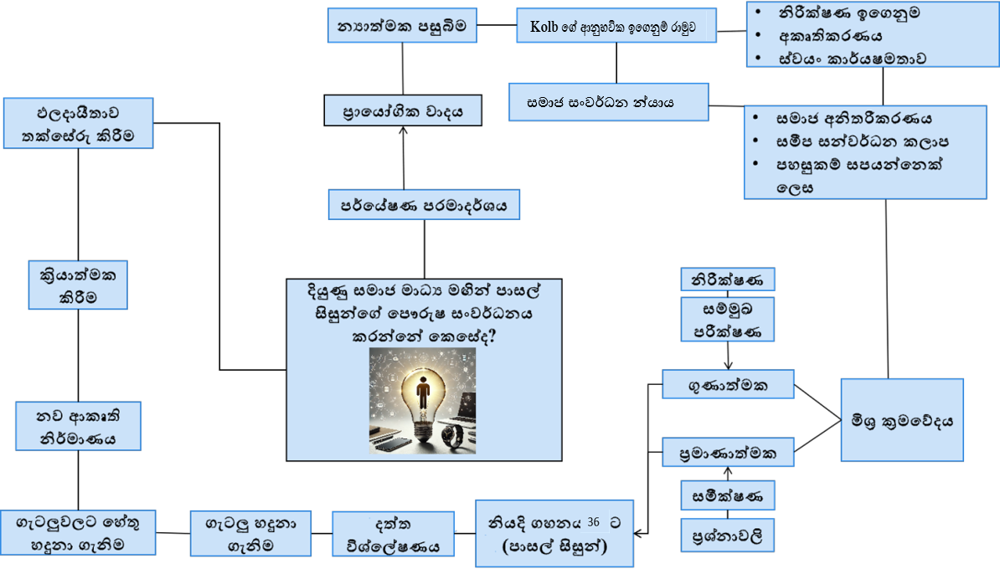 න්‍යාත්මක පසුබිම
Kolb ගේ ආනුභවික ඉගෙනුම් රාමුව
• නිරීක්ෂණ ඉගෙනුම
• අකෘතිකරණය
• ස්වයං කාර්යෂමතාව
සමාජ සංවර්ධන න්යාය
• සමාජ අනිතරීකරණය
• සමීප සන්වර්ධන කලාප
• පහසුකම් සපයන්නෙක්
ලෙස
ප්‍රායෝගික වාදය
පර්යේෂණ පරමාදර්ශය
දියුණු සමාජ මාධ්‍ය මඟින් පාසල්
සිසුන්ගේ පෞරුෂ සංවර්ධනය
කරන්නේ කෙසේද?
ඵලදායීතාව
තක්සේරු කිරීම
ක්‍රියාත්මක
කිරීම
නව ආකෘති
නිර්මාණය
ගැටලුවලට හේතු
හඳුනා ගැනිම
ගැටලු හඳුනා
ගැනිම
දත්ත
විශ්ලේෂණය
නියදි ගහනය 36 ට
(පාසල් සිසුන්)
නිරීක්ෂණ
සම්මුඛ
පරීක්ෂණ
ගුණාත්මක
මිශ්‍ර ක්‍රමවේදය
ප්‍රමාණාත්මක
සමීක්ෂණ
ප්‍රශ්නාවලි